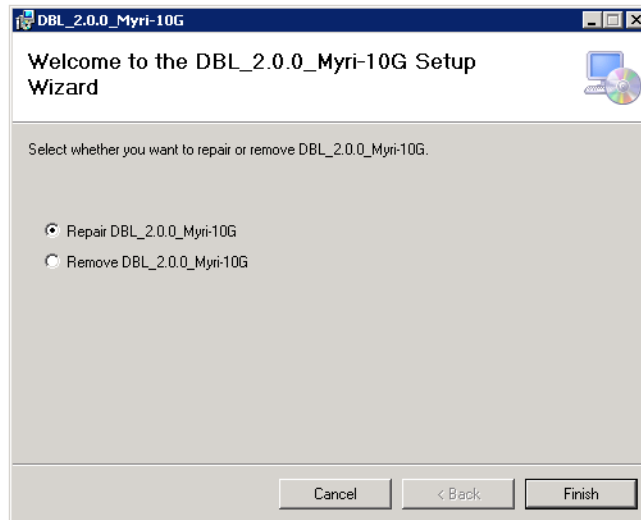 DBL_2.0.0_Myri-10G
Welcome to the DBL_2.0.0_Myri-10G Setup
Wizard
Select whether you want to repair or remove DBL_2.0.0_Myri-10G.
Repair DBL_2.0.0_Myri-10G
Remove DBL_2.0.0_Myri-10G
Cancel < Back Finish